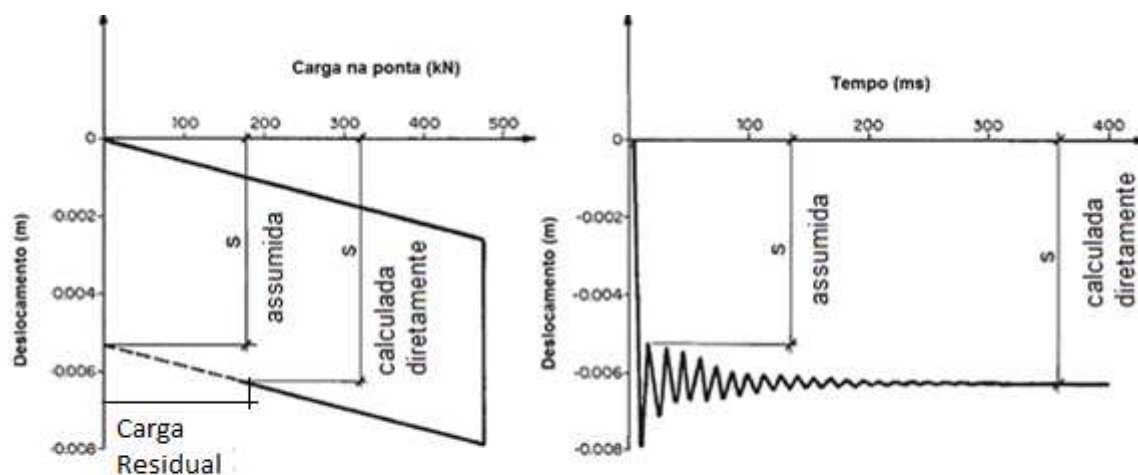 Carga na ponta (kN)
100
200
300
400
500
0
-0.002
-0.004
-0.006
-0.008
Deslocamento (m)
s
assumida
s
calculada
diretamente
Carga
Residual
Tempo (ms)
100
200
300
400
0
-0.002
-0.004
-0.006
-0.008
Deslocamento (m)
s
assumida
s
calculada
diretamente